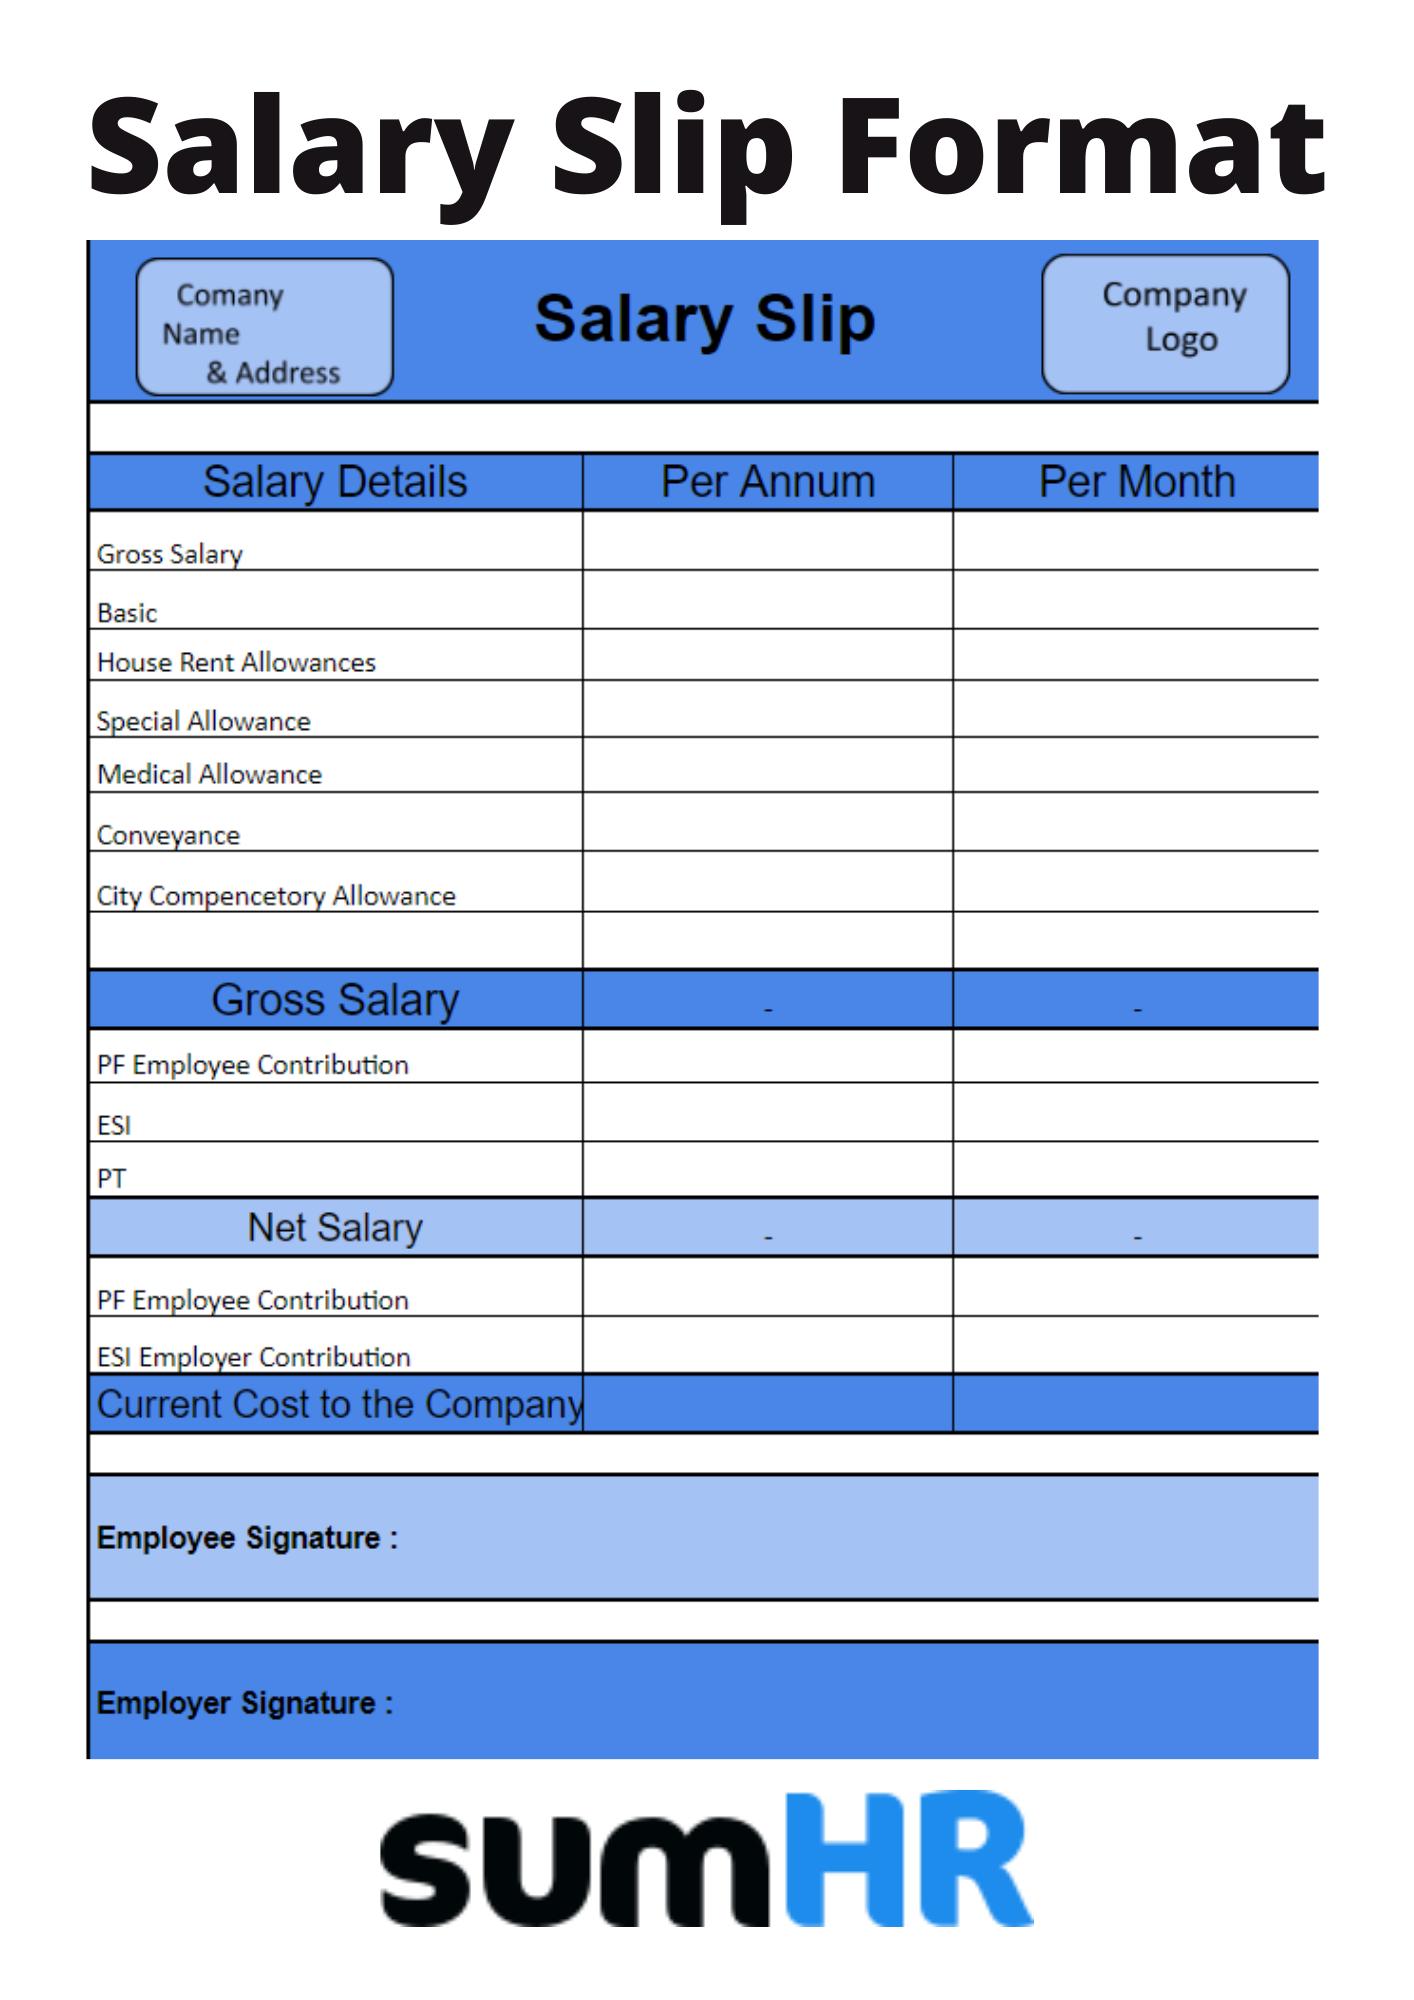 Salary Slip Format
Comany
Name
& Address
Salary Slip
Company
Logo
Salary Details Per Annum Per Month
Gross Salary
Basic
House Rent Allowances
Special Allowance
Medical Allowance
Conveyance
City Compencetory Allowance
Gross Salary - -
PF Employee Contribution
ESI
PT
Net Salary - -
PF Employee Contribution
ESI Employer Contribution
Current Cost to the Company
Employee Signature :
Employer Signature :
sumHR